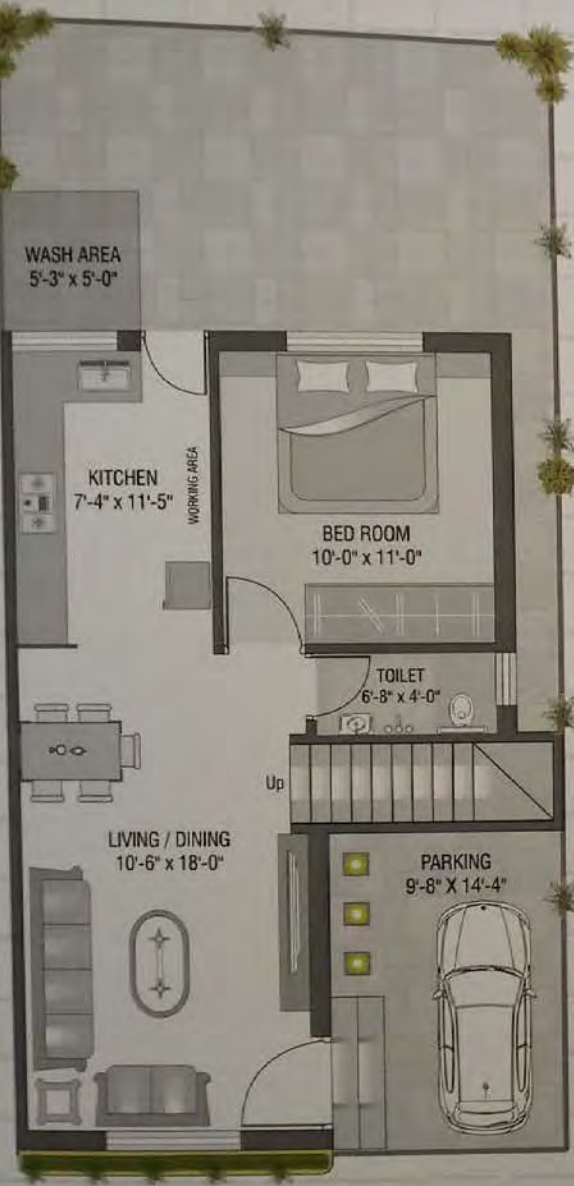 WASH AREA
5'-3" x 5'-0"
KITCHEN
7'-4" x 11'-5"
WORKING AREA
BED ROOM
10'-0" x 11'-0"
TOILET
6'-8" x 4'-0"
Up
LIVING / DINING
10'-6" x 18'-0"
PARKING
9'-8" X 14'-4"